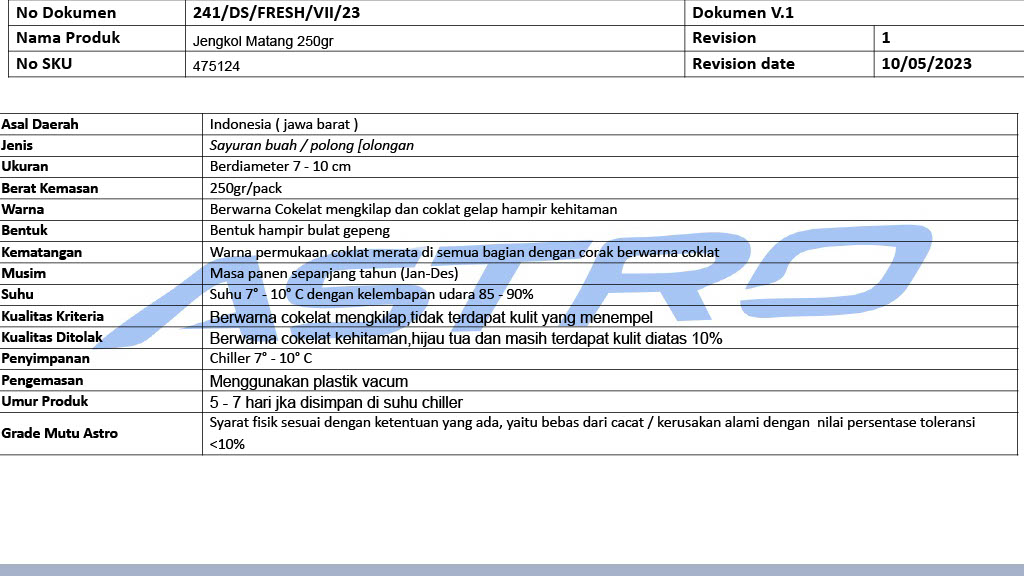 No Dokumen 241/DS/FRESH/VII/23 Dokumen V.1
Nama Produk Jengkol Matang 250gr Revision 1
No SKU 475124 Revision date 10/05/2023
Asal Daerah Indonesia ( jawa barat )
Jenis Sayuran buah / polong [olongan
Ukuran Berdiameter 7 - 10 cm
Berat Kemasan 250gr/pack
Warna Berwarna Cokelat mengkilap dan coklat gelap hampir kehitaman
Bentuk Bentuk hampir bulat gepeng
Kematangan Warna permukaan coklat merata di semua bagian dengan corak berwarna coklat
Musim Masa panen sepanjang tahun (Jan-Des)
Suhu Suhu 7° - 10° C dengan kelembapan udara 85 - 90%
Kualitas Kriteria Berwarna cokelat mengkilap,tidak terdapat kulit yang menempel
Kualitas Ditolak Berwarna cokelat kehitaman,hijau tua dan masih terdapat kulit diatas 10%
Penyimpanan Chiller 7° - 10° C
Pengemasan Menggunakan plastik vacum
Umur Produk 5 - 7 hari jka disimpan di suhu chiller
Grade Mutu Astro Syarat fisik sesuai dengan ketentuan yang ada, yaitu bebas dari cacat / kerusakan alami dengan nilai persentase toleransi
<10%
ASTRO